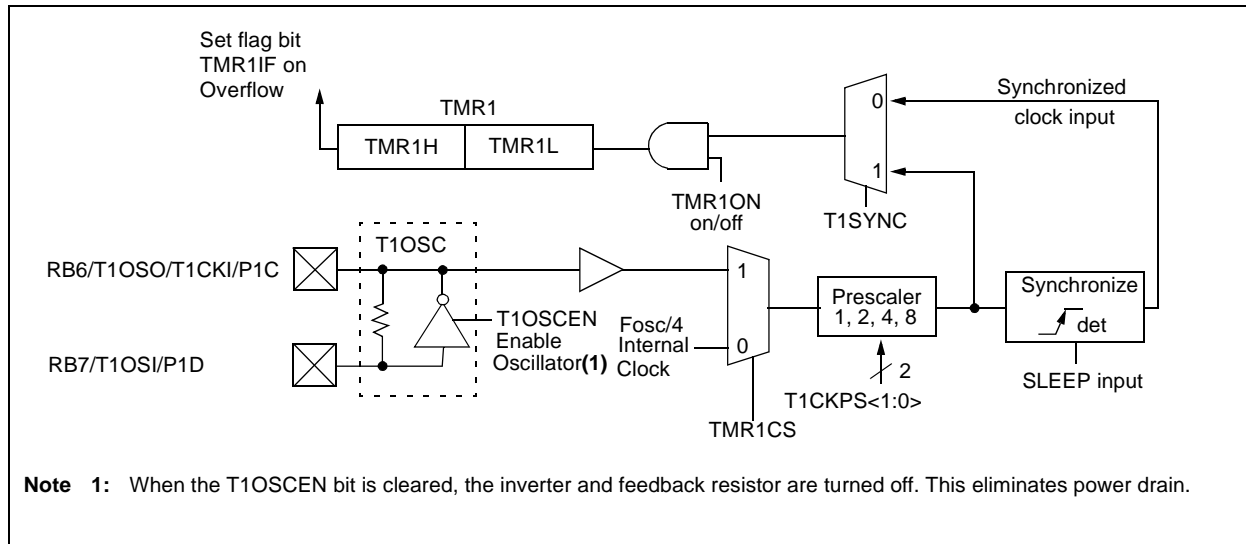 Set flag bit
TMR1IF on
Overflow
TMR1
TMR1H
TMR1L
TMR1ON
on/off
0
1
T1SYNC
Synchronized
clock input
RB6/T1OSO/T1CKI/P1C
T1OSC
RB7/T1OSI/P1D
T1OSCEN
Enable
Oscillator(1)
Fosc/4
Internal
Clock
1
0
TMR1CS
Prescaler
1, 2, 4, 8
2
T1CKPS<1:0>
Synchronize
det
SLEEP input
Note 1: When the T1OSCEN bit is cleared, the inverter and feedback resistor are turned off. This eliminates power drain.